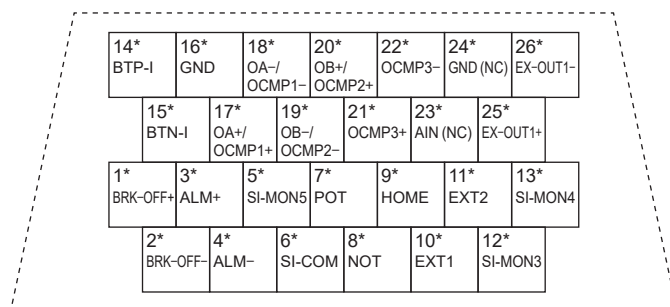 14* 16* 18* 20* 22* 24* 26*
BTP-I GND OA−/ OB+/ OCMP3− GND (NC) EX-OUT1−
OCMP1− OCMP2+
15* 17* 19* 21* 23* 25*
BTN-I OA+/ OB−/ OCMP3+ AIN (NC) EX-OUT1+
OCMP1+ OCMP2−
1* 3* 5* 7* 9* 11* 13*
BRK−OFF+ ALM+ SI-MON5 POT HOME EXT2 SI-MON4
2* 4* 6* 8* 10* 12*
BRK−OFF− ALM− SI-COM NOT EXT1 SI-MON3